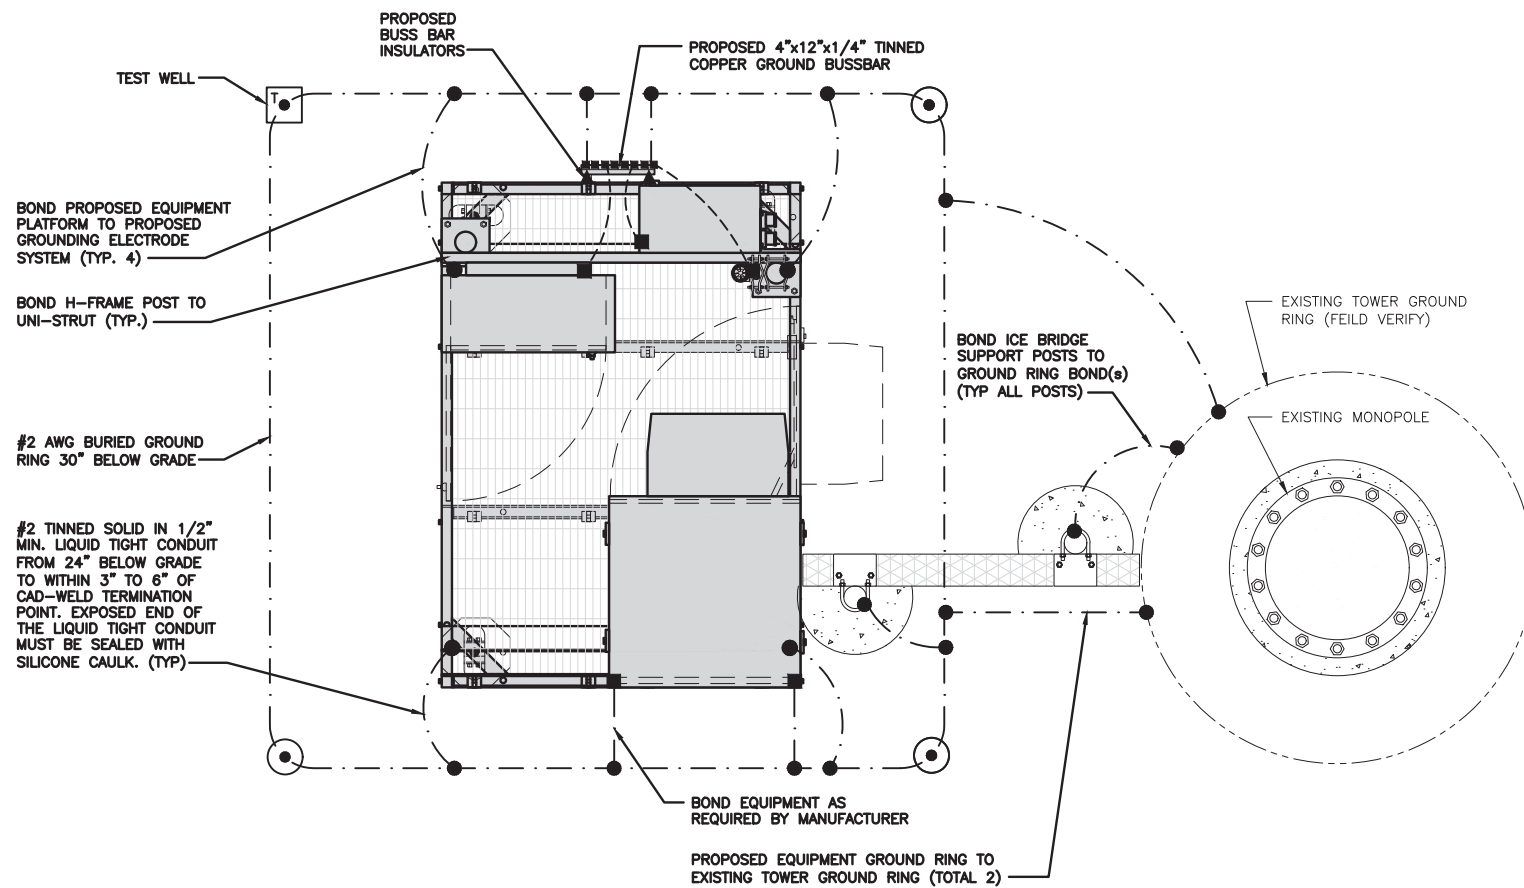 PROPOSED
BUSS BAR
INSULATORS
PROPOSED 4"x12"x1/4" TINNED
COPPER GROUND BUSSBAR
TEST WELL
T
BOND PROPOSED EQUIPMENT
PLATFORM TO PROPOSED
GROUNDING ELECTRODE
SYSTEM (TYP. 4)
BOND H-FRAME POST TO
UNI-STRUT (TYP.)
EXISTING TOWER GROUND
RING (FEILD VERIFY)
BOND ICE BRIDGE
SUPPORT POSTS TO
GROUND RING BOND(s)
(TYP ALL POSTS)
EXISTING MONOPOLE
#2 AWG BURIED GROUND
RING 30" BELOW GRADE
#2 TINNED SOLID IN 1/2"
MIN. LIQUID TIGHT CONDUIT
FROM 24" BELOW GRADE
TO WITHIN 3" TO 6" OF
CAD-WELD TERMINATION
POINT. EXPOSED END OF
THE LIQUID TIGHT CONDUIT
MUST BE SEALED WITH
SILICONE CAULK. (TYP)
BOND EQUIPMENT AS
REQUIRED BY MANUFACTURER
PROPOSED EQUIPMENT GROUND RING TO
EXISTING TOWER GROUND RING (TOTAL 2)